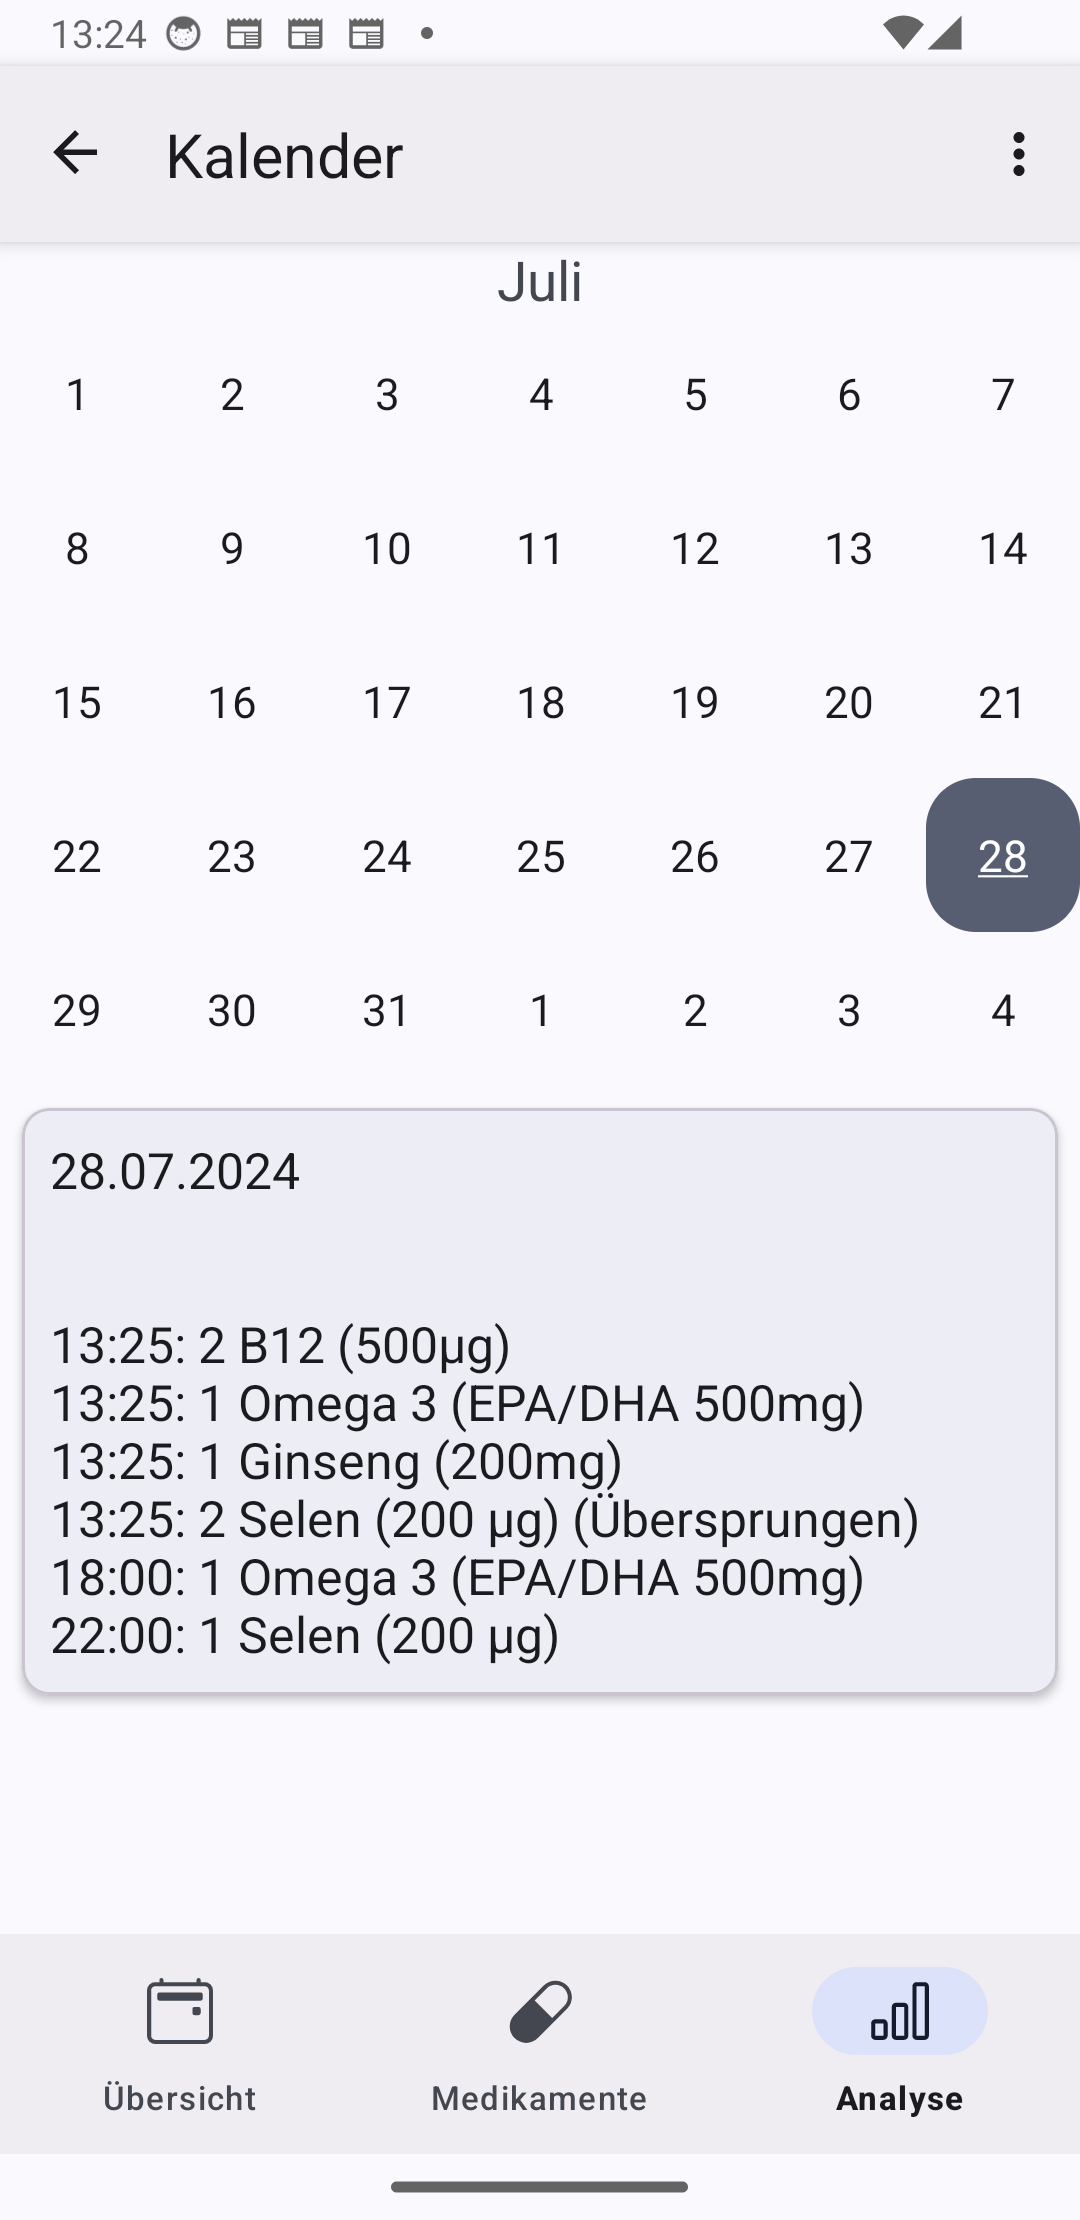 13:24
Kalender
Juli
1 2 3 4 5 6 7
8 9 10 11 12 13 14
15 16 17 18 19 20 21
22 23 24 25 26 27 28
29 30 31 1 2 3 4
28.07.2024
13:25: 2 B12 (500µg)
13:25: 1 Omega 3 (EPA/DHA 500mg)
13:25: 1 Ginseng (200mg)
13:25: 2 Selen (200 µg) (Übersprungen)
18:00: 1 Omega 3 (EPA/DHA 500mg)
22:00: 1 Selen (200 µg)
Übersicht Medikamente Analyse